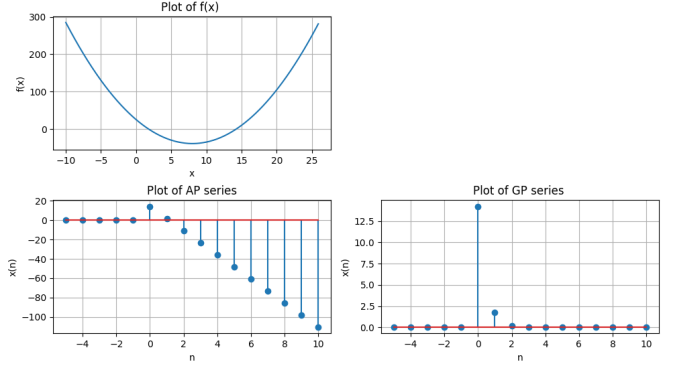 Plot of f(x)
300
200
100
0
f(x)
−10 −5 0 5 10 15 20 25
x
Plot of AP series
20
0
−20
−40
−60
−80
−100
x(n)
−4 −2 0 2 4 6 8 10
n
Plot of GP series
12.5
10.0
7.5
5.0
2.5
0.0
x(n)
−4 −2 0 2 4 6 8 10
n